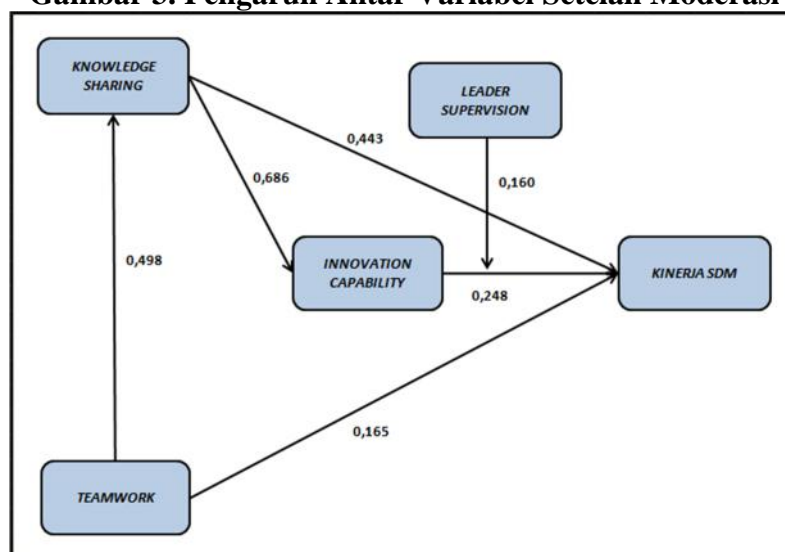 Gambar 3. Pengaruh Antar Variabel Setelah Moderasi
KNOWLEDGE
SHARING
LEADER
SUPERVISION
0,443
0,686
0,160
0,498
INNOVATION
CAPABILITY
KINERJA SDM
0,248
0,165
TEAMWORK